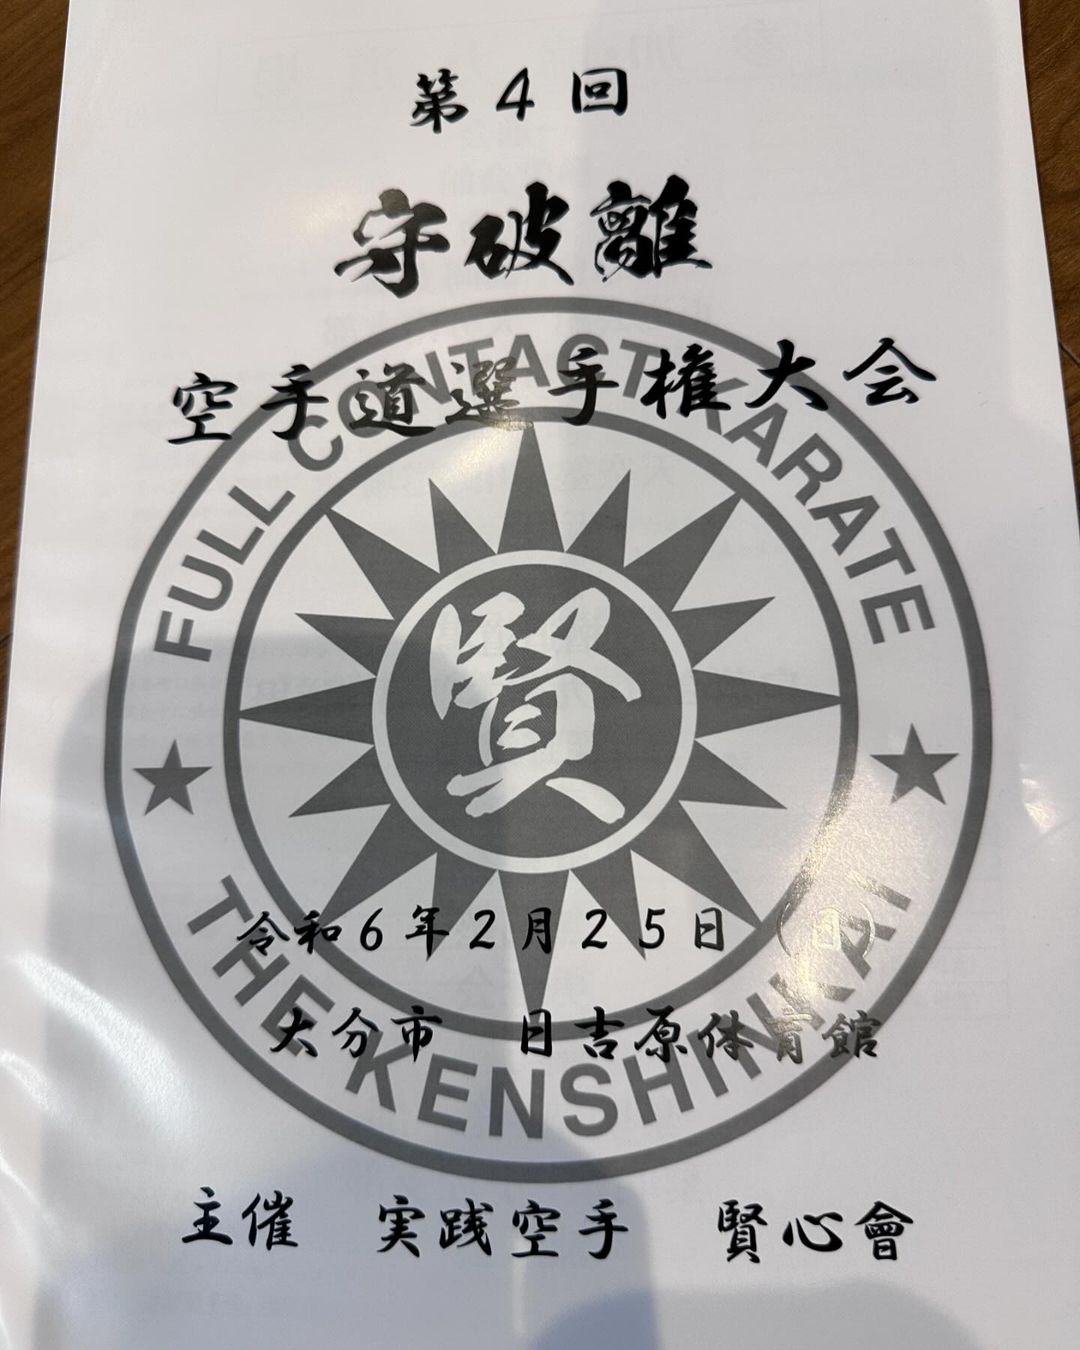 第４回
守破離
空手道選手権大会
FULL CONTACT KARATE
賢
THE KENSHINKAI
令和６年２月２５日（日）
大分市　日吉原体育館
主催　実践空手　賢心會